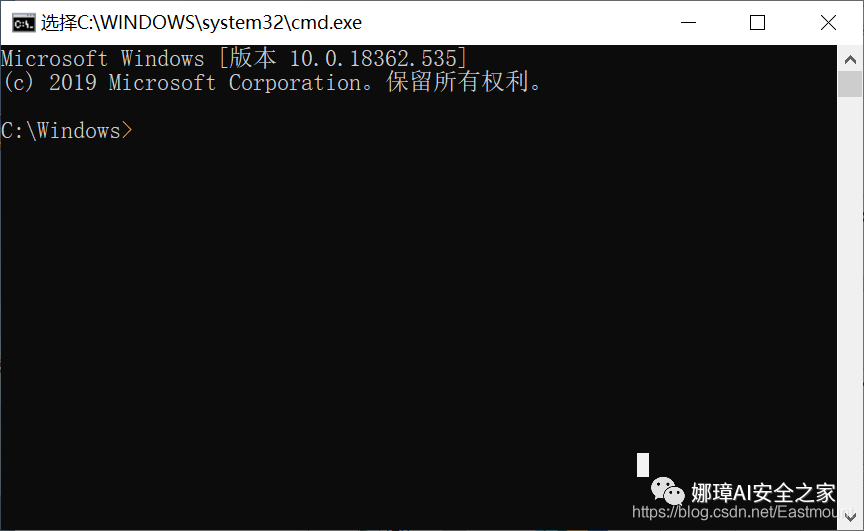 选择C:\WINDOWS\system32\cmd.exe
Microsoft Windows [版本 10.0.18362.535]
(c) 2019 Microsoft Corporation。保留所有权利。
C:\Windows>
娜璋AI安全之家
https://blog.csdn.net/Eastmount